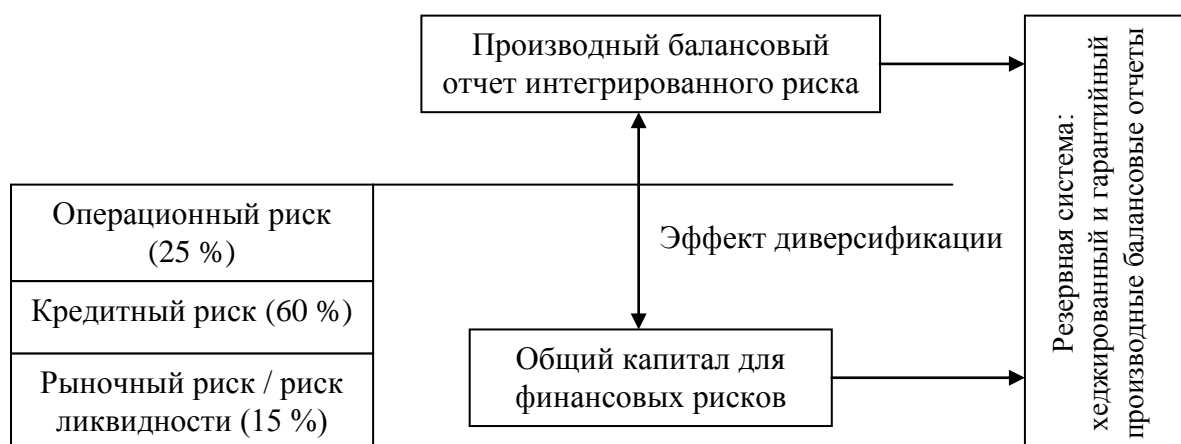 Производный балансовый
отчет интегрированного риска
Операционный риск
(25 %)
Кредитный риск (60 %)
Рыночный риск / риск
ликвидности (15 %)
Эффект диверсификации
Общий капитал для
финансовых рисков
Резервная система:
хеджированный и гарантийный
производные балансовые отчеты